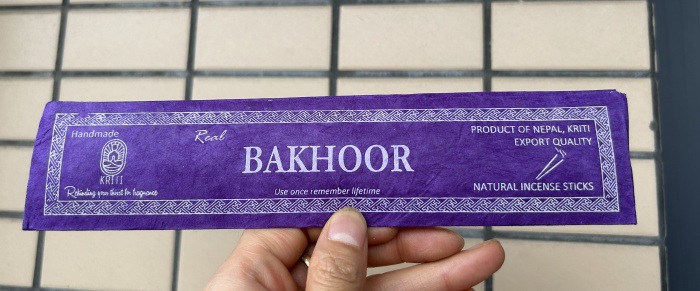 Handmade
KRITI
Rekindling your thirst for fragrance
Real
BAKHOOR
Use once remember lifetime
PRODUCT OF NEPAL, KRITI
EXPORT QUALITY
NATURAL INCENSE STICKS